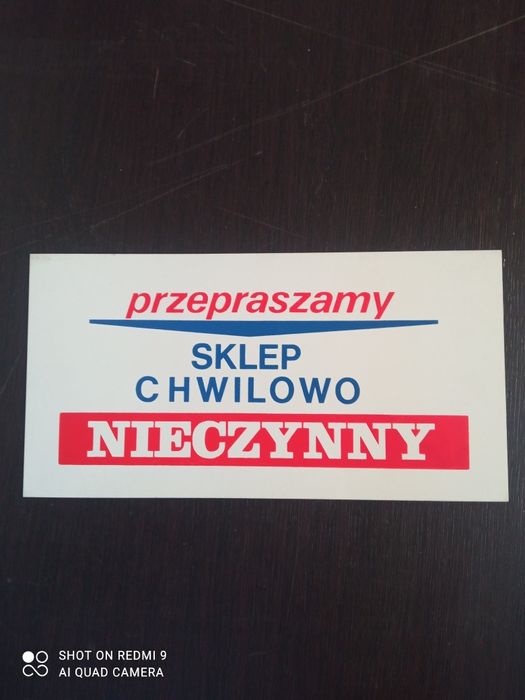 przepraszamy
SKLEP
CHWILOWO
NIECZYNNY
SHOT ON REDMI 9
AI QUAD CAMERA